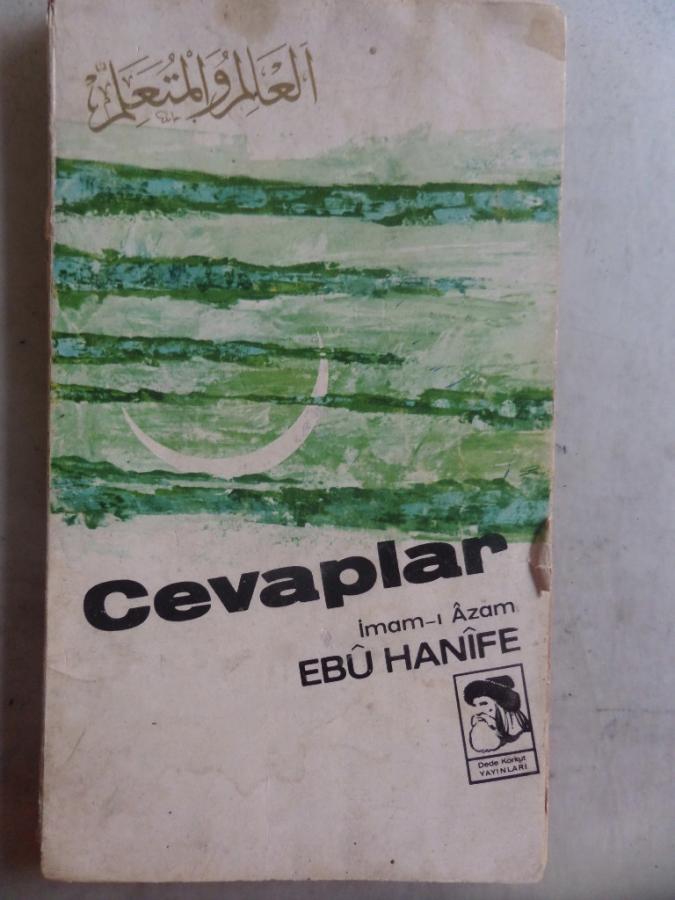 العالم والمتعلم
Cevaplar
İmam-ı Âzam
EBÛ HANÎFE
Dede Korkut
YAYINLARI